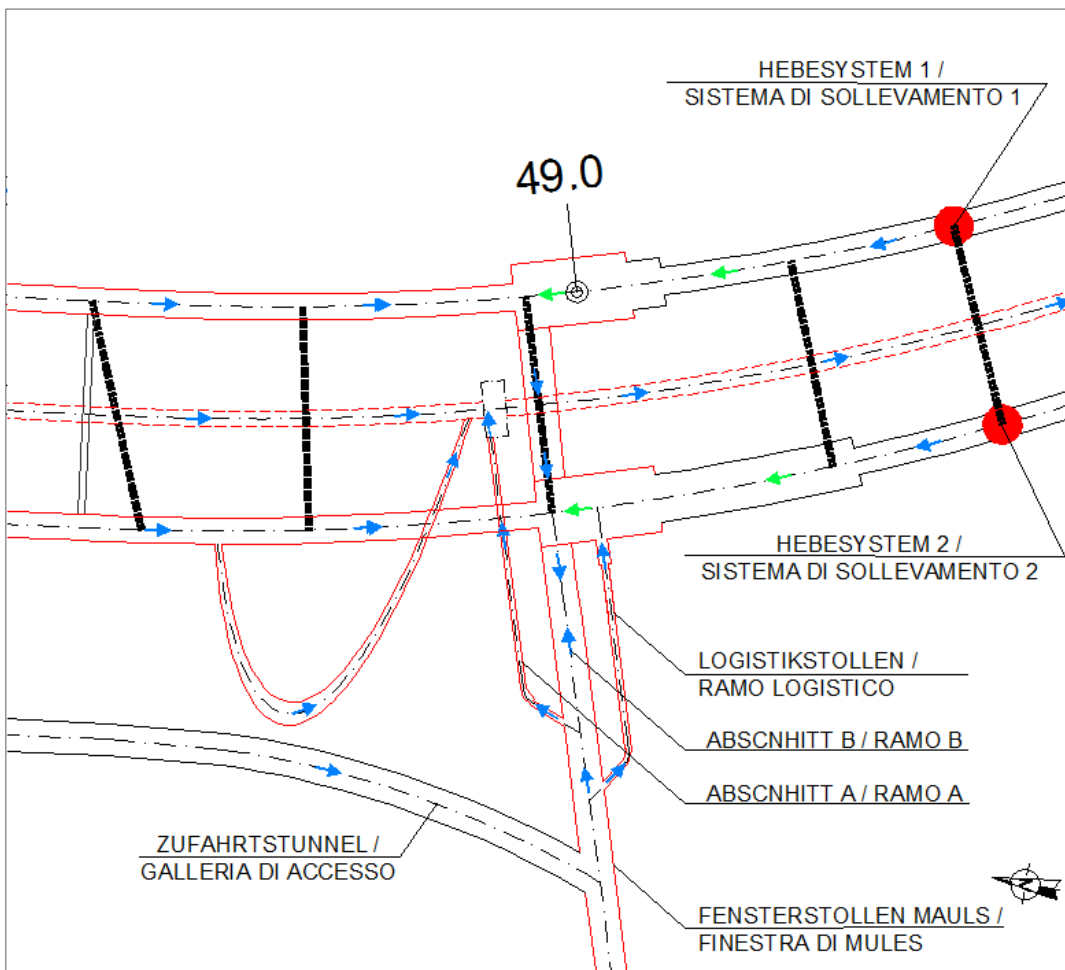 HEBESYSTEM 1 /
SISTEMA DI SOLLEVAMENTO 1
49.0
HEBESYSTEM 2 /
SISTEMA DI SOLLEVAMENTO 2
LOGISTIKSTOLLEN /
RAMO LOGISTICO
ABSCNHITT B / RAMO B
ABSCNHITT A / RAMO A
ZUFAHRTSTUNNEL /
GALLERIA DI ACCESSO
N
FENSTERSTOLLEN MAULS /
FINESTRA DI MULES